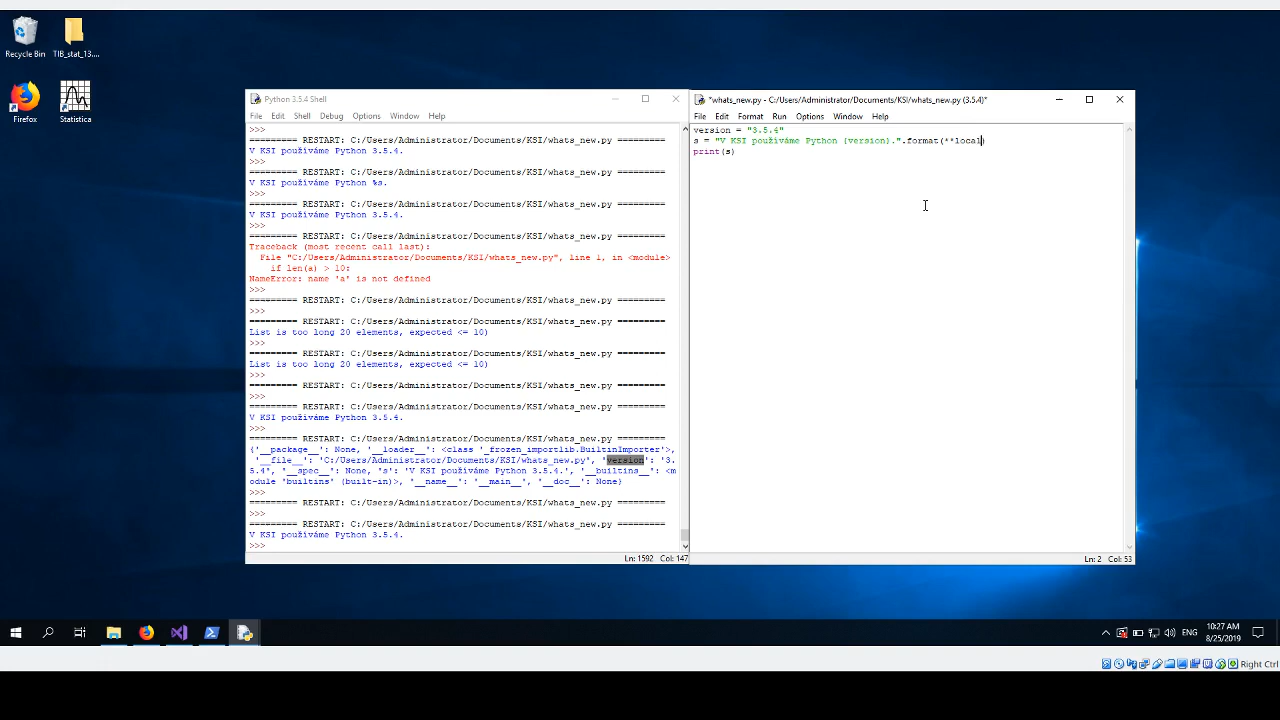 Recycle Bin
TIB_stat_13....
Firefox
Statistica
Python 3.5.4 Shell
File Edit Shell Debug Options Window Help
>>>
========= RESTART: C:/Users/Administrator/Documents/KSI/whats_new.py =========
V KSI používáme Python 3.5.4.
>>>
========= RESTART: C:/Users/Administrator/Documents/KSI/whats_new.py =========
V KSI používáme Python %s.
>>>
========= RESTART: C:/Users/Administrator/Documents/KSI/whats_new.py =========
V KSI používáme Python 3.5.4.
>>>
========= RESTART: C:/Users/Administrator/Documents/KSI/whats_new.py =========
Traceback (most recent call last):
File "C:/Users/Administrator/Documents/KSI/whats_new.py", line 1, in <module>
if len(a) > 10:
NameError: name 'a' is not defined
>>>
========= RESTART: C:/Users/Administrator/Documents/KSI/whats_new.py =========
>>>
========= RESTART: C:/Users/Administrator/Documents/KSI/whats_new.py =========
List is too long 20 elements, expected <= 10)
>>>
========= RESTART: C:/Users/Administrator/Documents/KSI/whats_new.py =========
List is too long 20 elements, expected <= 10)
>>>
========= RESTART: C:/Users/Administrator/Documents/KSI/whats_new.py =========
>>>
========= RESTART: C:/Users/Administrator/Documents/KSI/whats_new.py =========
V KSI používáme Python 3.5.4.
>>>
========= RESTART: C:/Users/Administrator/Documents/KSI/whats_new.py =========
{'__package__': None, '__loader__': <class '_frozen_importlib.BuiltinImporter'>,
'__file__': 'C:/Users/Administrator/Documents/KSI/whats_new.py', 'version': '3.
5.4', '__spec__': None, 's': 'V KSI používáme Python 3.5.4.', '__builtins__': <m
odule 'builtins' (built-in)>, '__name__': '__main__', '__doc__': None}
>>>
========= RESTART: C:/Users/Administrator/Documents/KSI/whats_new.py =========
>>>
========= RESTART: C:/Users/Administrator/Documents/KSI/whats_new.py =========
V KSI používáme Python 3.5.4.
>>>
Ln: 1592 Col: 147
*whats_new.py - C:/Users/Administrator/Documents/KSI/whats_new.py (3.5.4)*
File Edit Format Run Options Window Help
version = "3.5.4"
s = "V KSI používáme Python {version}.".format(**local)
print(s)
Ln: 2 Col: 53
ENG
10:27 AM
8/25/2019
Right Ctrl